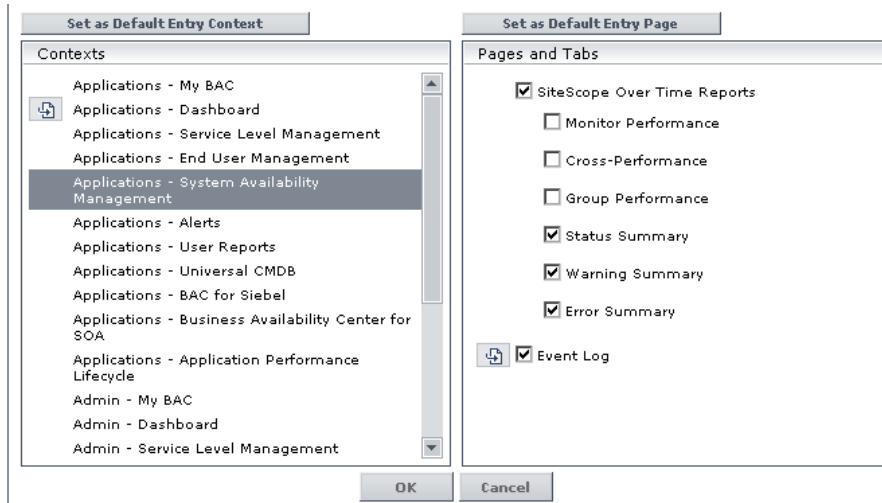 Set as Default Entry Context
Contexts
Applications - My BAC
Applications - Dashboard
Applications - Service Level Management
Applications - End User Management
Applications - System Availability
Management
Applications - Alerts
Applications - User Reports
Applications - Universal CMDB
Applications - BAC for Siebel
Applications - Business Availability Center for
SOA
Applications - Application Performance
Lifecycle
Admin - My BAC
Admin - Dashboard
Admin - Service Level Management
Set as Default Entry Page
Pages and Tabs
SiteScope Over Time Reports
Monitor Performance
Cross-Performance
Group Performance
Status Summary
Warning Summary
Error Summary
Event Log
OK
Cancel